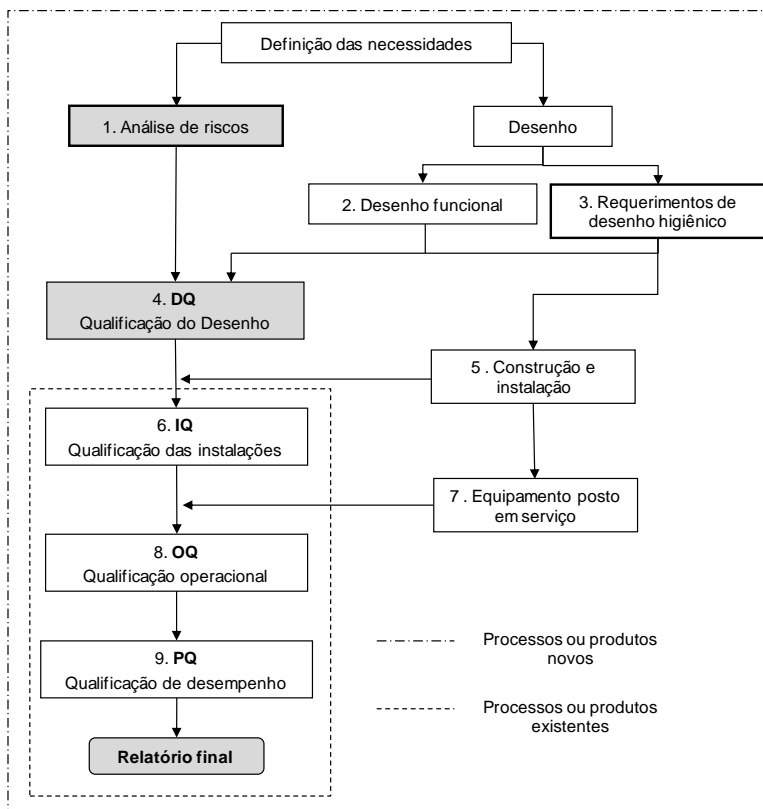 Definição das necessidades
1. Análise de riscos
Desenho
2. Desenho funcional
3. Requerimentos de
desenho higiênico
4. DQ
Qualificação do Desenho
5 . Construção e
instalação
6. IQ
Qualificação das instalações
7 . Equipamento posto
em serviço
8. OQ
Qualificação operacional
9. PQ
Qualificação de desempenho
Relatório final
Processos ou produtos
novos
Processos ou produtos
existentes